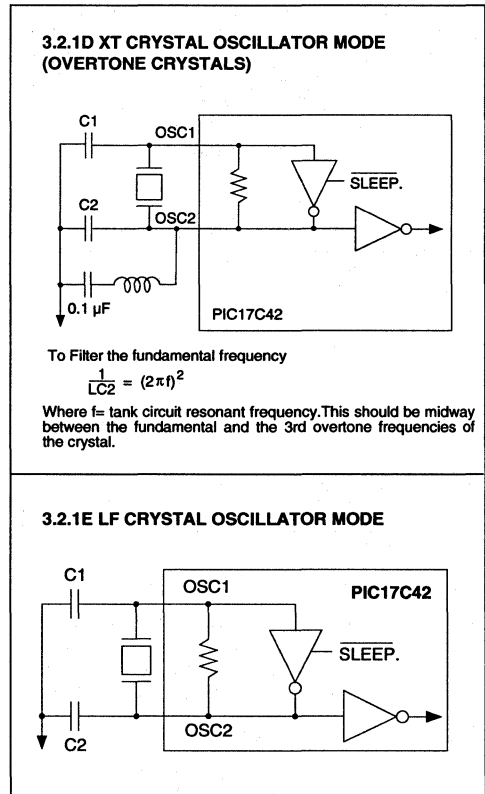 3.2.1D XT CRYSTAL OSCILLATOR MODE
(OVERTONE CRYSTALS)
C1
OSC1
SLEEP.
C2
OSC2
0.1 µF
PIC17C42
To Filter the fundamental frequency
1/LC2 = (2πf)²
Where f= tank circuit resonant frequency.This should be midway
between the fundamental and the 3rd overtone frequencies of
the crystal.
3.2.1E LF CRYSTAL OSCILLATOR MODE
C1
OSC1
PIC17C42
SLEEP.
OSC2
C2